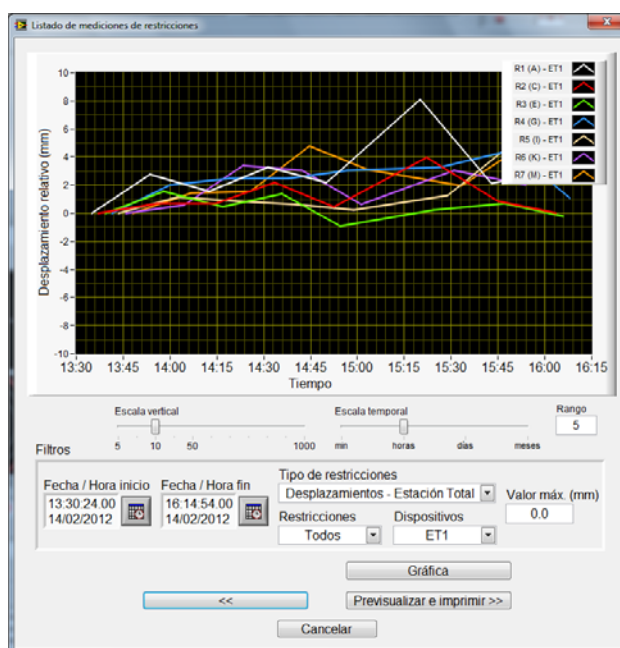 Listado de mediciones de restricciones
Desplazamiento relativo (mm)
10
8
6
4
2
0
-2
-4
-6
-8
-10
13:30 13:45 14:00 14:15 14:30 14:45 15:00 15:15 15:30 15:45 16:00 16:15
Tiempo
R1 (A) - ET1
R2 (C) - ET1
R3 (E) - ET1
R4 (G) - ET1
R5 (I) - ET1
R6 (K) - ET1
R7 (M) - ET1
Escala vertical
5 10 50 1000
Escala temporal
min horas días meses
Rango
5
Filtros
Fecha / Hora inicio
13:30:24.00
14/02/2012
Fecha / Hora fin
16:14:54.00
14/02/2012
Tipo de restricciones
Desplazamientos - Estación Total
Restricciones
Todos
Dispositivos
ET1
Valor máx. (mm)
0.0
Gráfica
<<
Previsualizar e imprimir >>
Cancelar